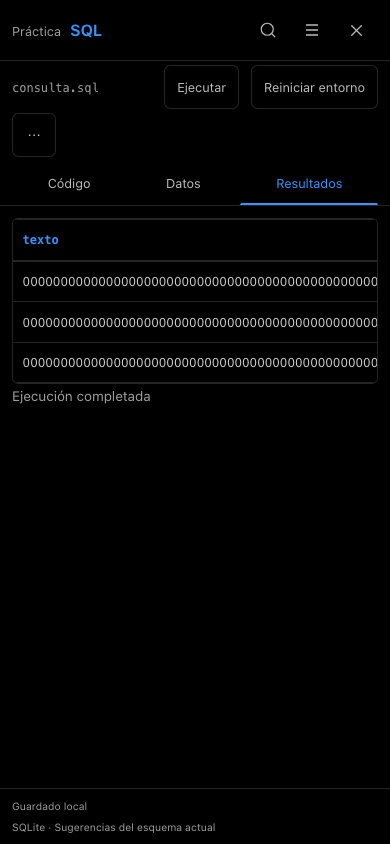 Práctica SQL
consulta.sql Ejecutar Reiniciar entorno
...
Código Datos Resultados
texto
000000000000000000000000000000000000000000000000
000000000000000000000000000000000000000000000000
000000000000000000000000000000000000000000000000
Ejecución completada
Guardado local
SQLite · Sugerencias del esquema actual